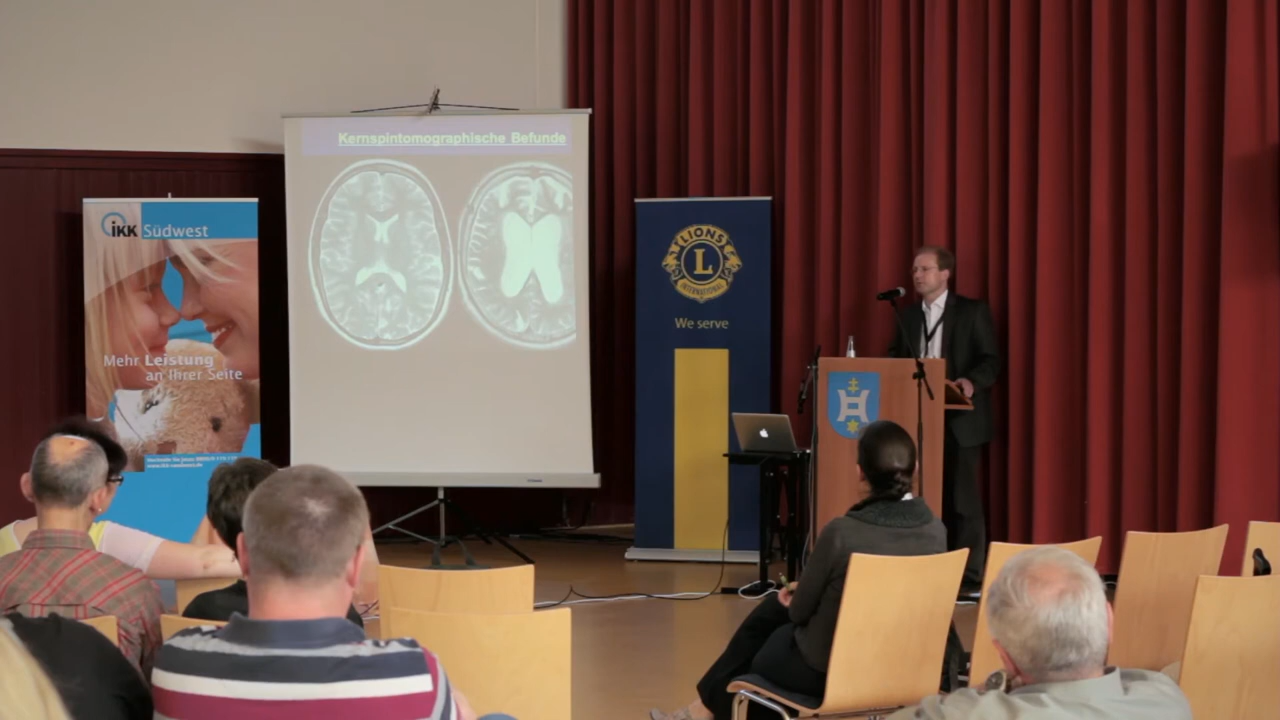 Kernspintomographische Befunde
iKK Südwest
Mehr Leistung
an Ihrer Seite
LIONS
L
INTERNATIONAL
We serve